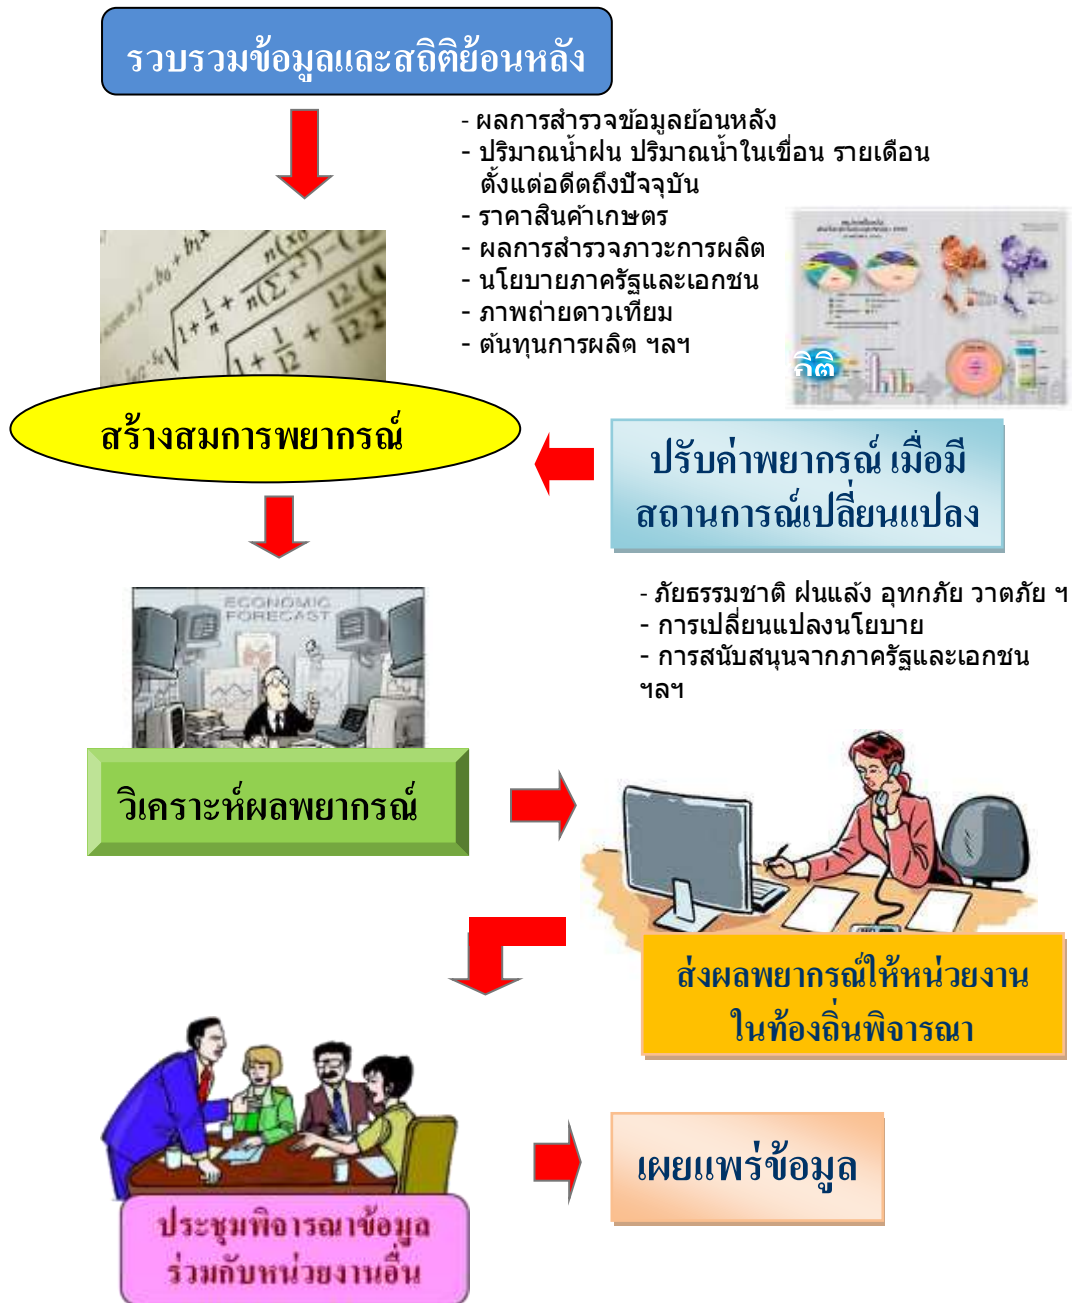 รวบรวมข้อมูลและสถิติย้อนหลัง
- ผลการสำรวจข้อมูลย้อนหลัง
- ปริมาณน้ำฝน ปริมาณน้ำในเขื่อน รายเดือน
ตั้งแต่อดีตถึงปัจจุบัน
- ราคาสินค้าเกษตร
- ผลการสำรวจภาวะการผลิต
- นโยบายภาครัฐและเอกชน
- ภาพถ่ายดาวเทียม
- ต้นทุนการผลิต ฯลฯ
สร้างสมการพยากรณ์
ปรับค่าพยากรณ์ เมื่อมี
สถานการณ์เปลี่ยนแปลง
- ภัยธรรมชาติ ฝนแล้ง อุทกภัย วาตภัย ฯ
- การเปลี่ยนแปลงนโยบาย
- การสนับสนุนจากภาครัฐและเอกชน
ฯลฯ
ECONOMIC
FORECAST
วิเคราะห์ผลพยากรณ์
ส่งผลพยากรณ์ให้หน่วยงาน
ในท้องถิ่นพิจารณา
ประชุมพิจารณาข้อมูล
ร่วมกับหน่วยงานอื่น
เผยแพร่ข้อมูล